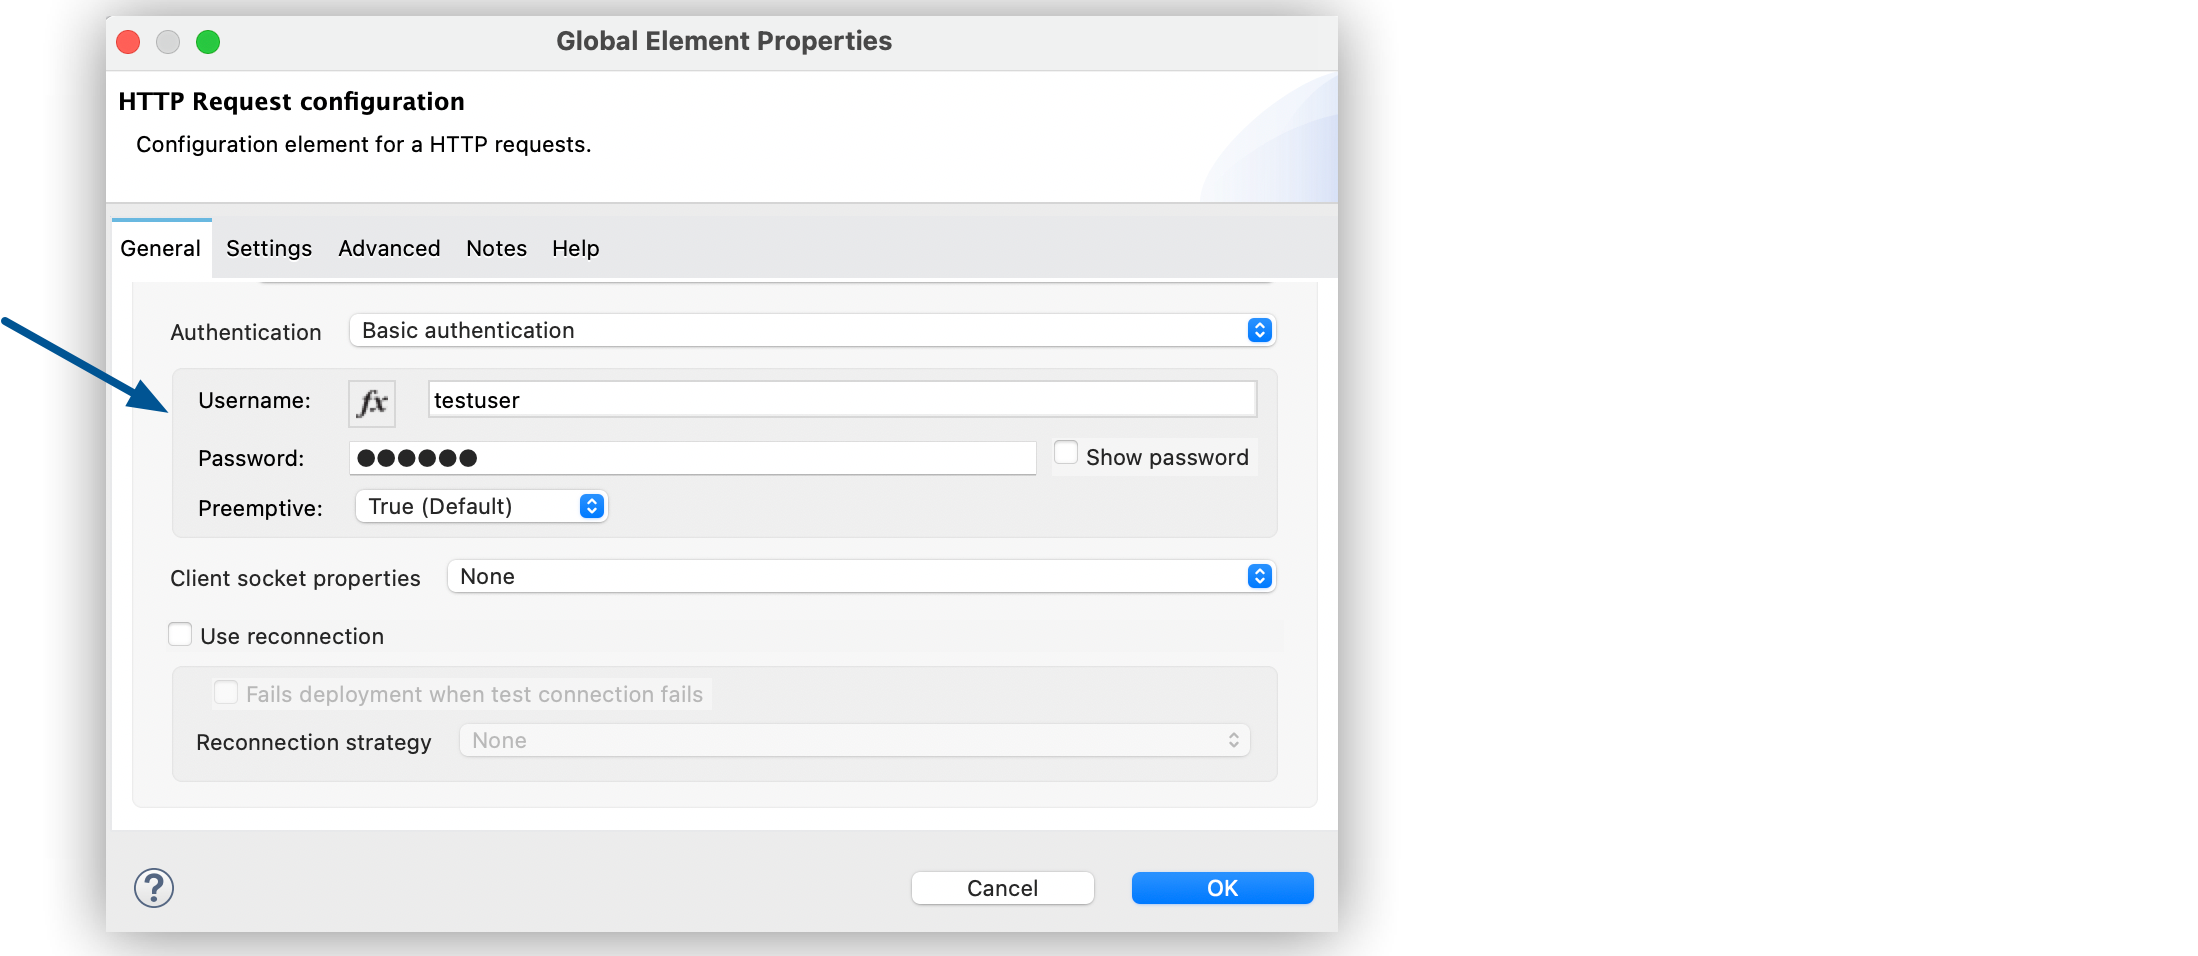 Global Element Properties
HTTP Request configuration
Configuration element for a HTTP requests.
General Settings Advanced Notes Help
Authentication Basic authentication
Username: fx testuser
Password: ●●●●●● Show password
Preemptive: True (Default)
Client socket properties None
Use reconnection
Fails deployment when test connection fails
Reconnection strategy None
? Cancel OK